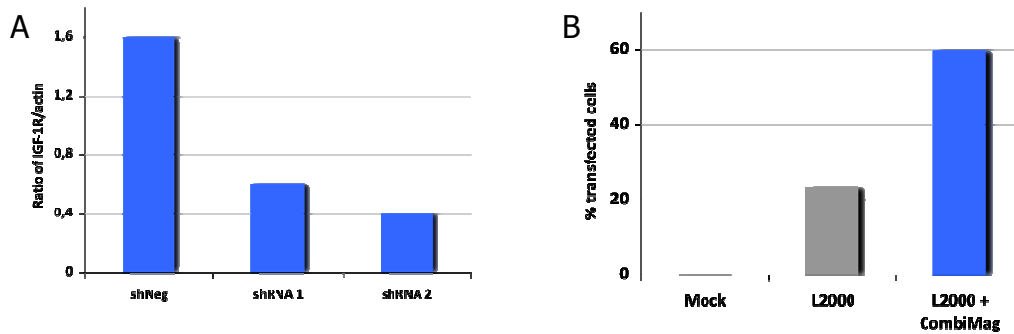 A
Ratio of IGF-1R/actin
1,6
1,2
0,8
0,4
0
shNeg
shRNA 1
shRNA 2
B
% transfected cells
60
40
20
0
Mock
L2000
L2000 +
CombiMag